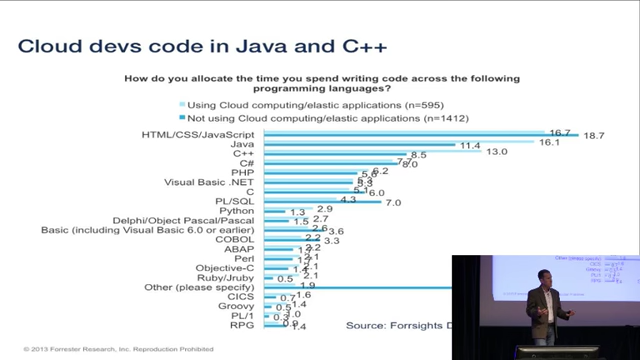 Cloud devs code in Java and C++
How do you allocate the time you spend writing code across the following
programming languages?
Using Cloud computing/elastic applications (n=595)
Not using Cloud computing/elastic applications (n=1412)
HTML/CSS/JavaScript 16.7 18.7
Java 16.1 11.4
C++ 13.0 8.5
C# 7.7 8.0
PHP 6.2
Visual Basic .NET 5.3
C 5.1 6.0
PL/SQL 4.3 7.0
Python 2.9 1.3
Delphi/Object Pascal/Pascal 2.7 1.5
Basic (including Visual Basic 6.0 or earlier) 2.6 3.6
COBOL 2.2 3.3
ABAP 2.2
Perl 2.1
Objective-C 2.1 1.4
Ruby/Jruby 2.1 0.5
Other (please specify) 1.9
CICS 1.6 0.7
Groovy 1.4 0.5
PL/1 1.0 0.3
RPG 0.9 1.4
Source: Forrsights D
© 2013 Forrester Research, Inc. Reproduction Prohibited